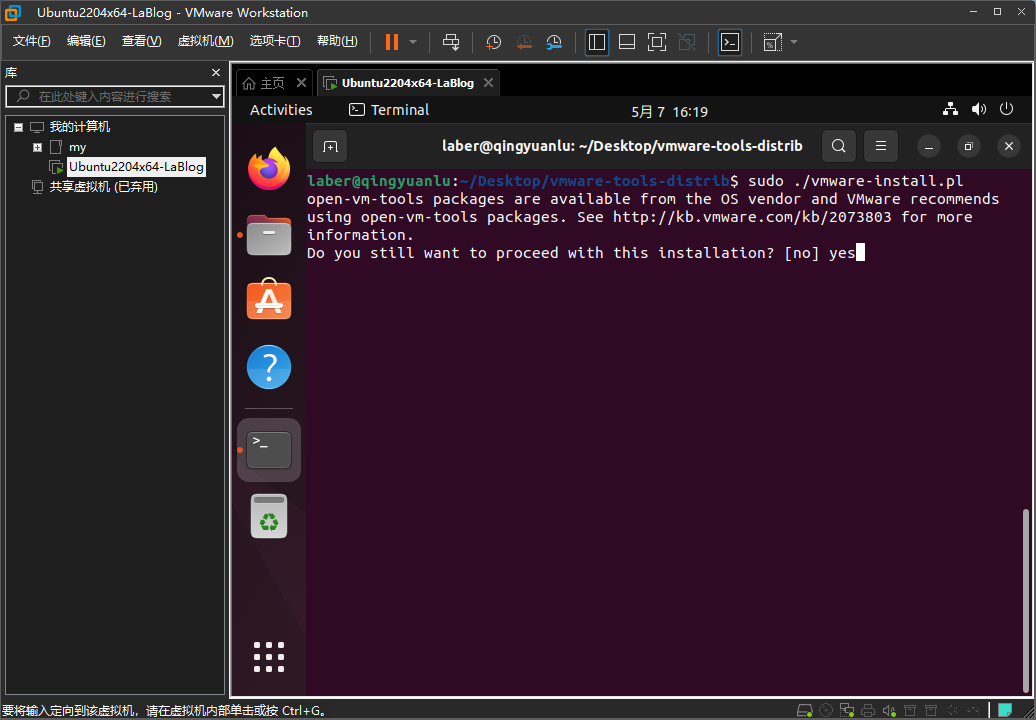 Ubuntu2204x64-LaBlog - VMware Workstation
文件(F) 编辑(E) 查看(V) 虚拟机(M) 选项卡(T) 帮助(H)
库
在此处键入内容进行搜索
我的计算机
my
Ubuntu2204x64-LaBlog
共享虚拟机 (已弃用)
主页
Ubuntu2204x64-LaBlog
Activities
Terminal
5月 7 16:19
laber@qingyuanlu: ~/Desktop/vmware-tools-distrib
laber@qingyuanlu:~/Desktop/vmware-tools-distrib$ sudo ./vmware-install.pl
open-vm-tools packages are available from the OS vendor and VMware recommends
using open-vm-tools packages. See http://kb.vmware.com/kb/2073803 for more
information.
Do you still want to proceed with this installation? [no] yes
要将输入定向到该虚拟机，请在虚拟机内部单击或按 Ctrl+G。